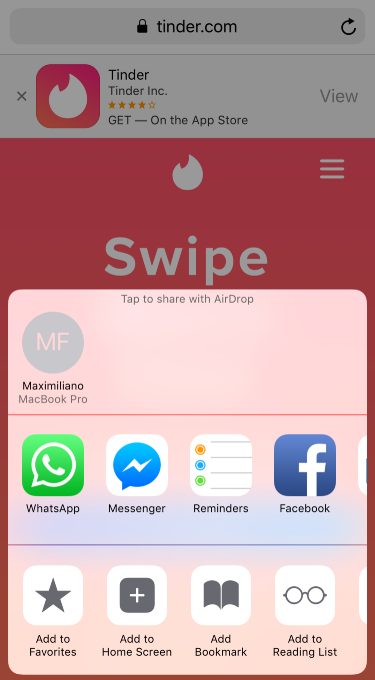 tinder.com
Tinder
Tinder Inc.
GET — On the App Store
View
Swipe
Tap to share with AirDrop
MF
Maximiliano
MacBook Pro
WhatsApp
Messenger
Reminders
Facebook
Add to
Favorites
Add to
Home Screen
Add
Bookmark
Add to
Reading List